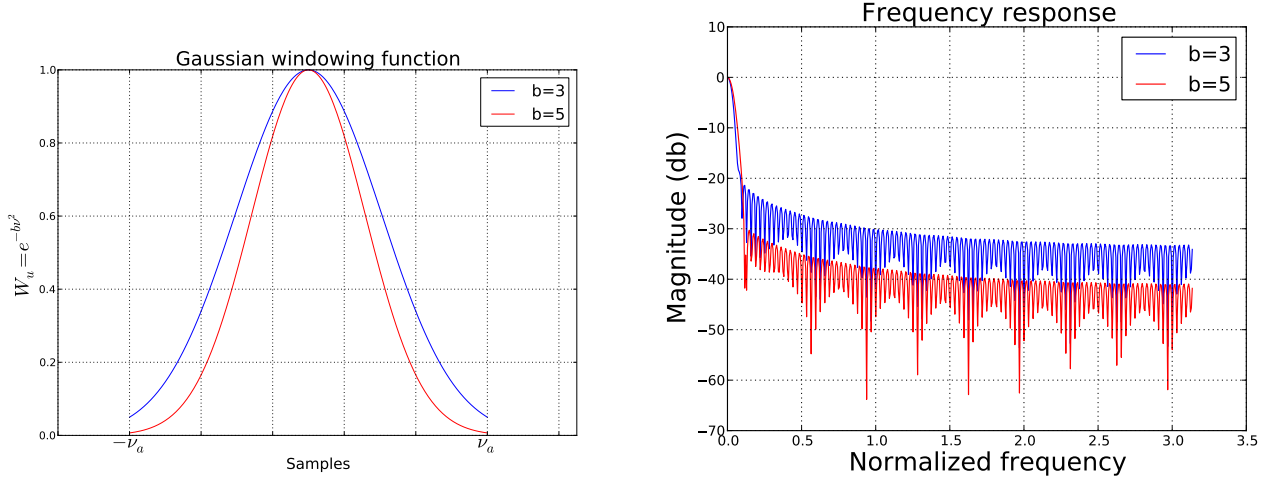 Gaussian windowing function
1.0
0.8
0.6
0.4
0.2
0.0
W_u = e^{-bν^2}
b=3
b=5
−ν_a
ν_a
Samples
Frequency response
10
0
−10
−20
−30
−40
−50
−60
−70
Magnitude (db)
b=3
b=5
0.0 0.5 1.0 1.5 2.0 2.5 3.0 3.5
Normalized frequency